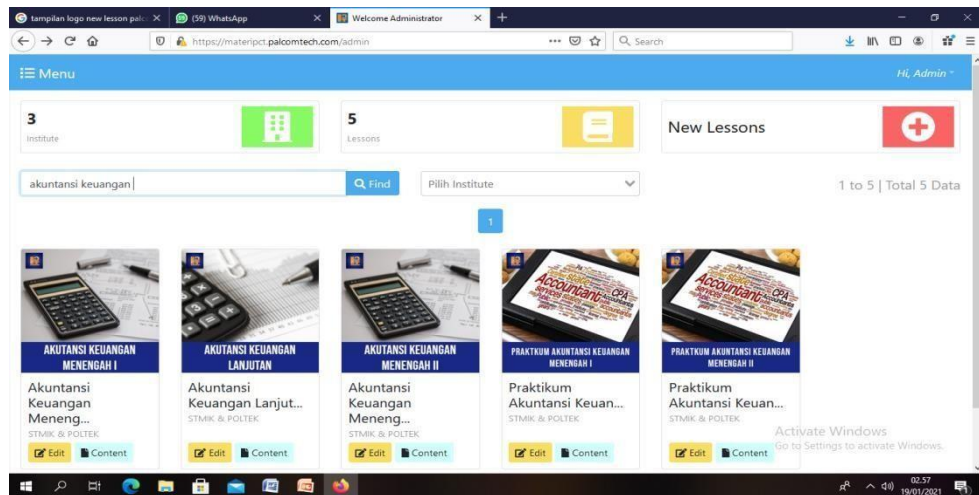 tampilan logo new lesson palc
(59) WhatsApp
Welcome Administrator
https://materipct.palcomtech.com/admin
Search
Menu
Hi, Admin
3
Institute
5
Lessons
New Lessons
akuntansi keuangan
Find
Pilih Institute
1 to 5 | Total 5 Data
1
AKUTANSI KEUANGAN
MENENGAH I
Akuntansi
Keuangan
Meneng...
STMIK & POLTEK
Edit
Content
AKUTANSI KEUANGAN
LANJUTAN
Akuntansi
Keuangan Lanjut...
STMIK & POLTEK
Edit
Content
AKUTANSI KEUANGAN
MENENGAH II
Akuntansi
Keuangan
Meneng...
STMIK & POLTEK
Edit
Content
Accountant
CPA
PRAKTKUM AKUNTANSI KEUANGAN
MENENGAH I
Praktikum
Akuntansi Keuan...
STMIK & POLTEK
Edit
Content
Accountant
CPA
PRAKTKUM AKUNTANSI KEUANGAN
MENENGAH II
Praktikum
Akuntansi Keuan...
STMIK & POLTEK
Edit
Content
Activate Windows
Go to Settings to activate Windows.
02.57
19/01/2021